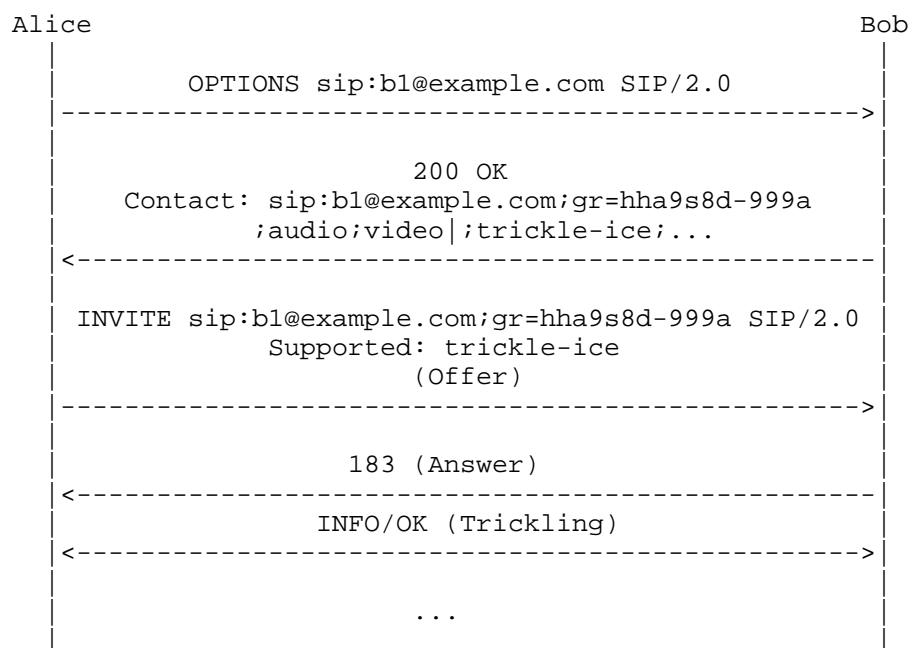 Alice Bob
OPTIONS sip:b1@example.com SIP/2.0
200 OK
Contact: sip:b1@example.com;gr=hha9s8d-999a
;audio;video|;trickle-ice;...
INVITE sip:b1@example.com;gr=hha9s8d-999a SIP/2.0
Supported: trickle-ice
(Offer)
183 (Answer)
INFO/OK (Trickling)
...